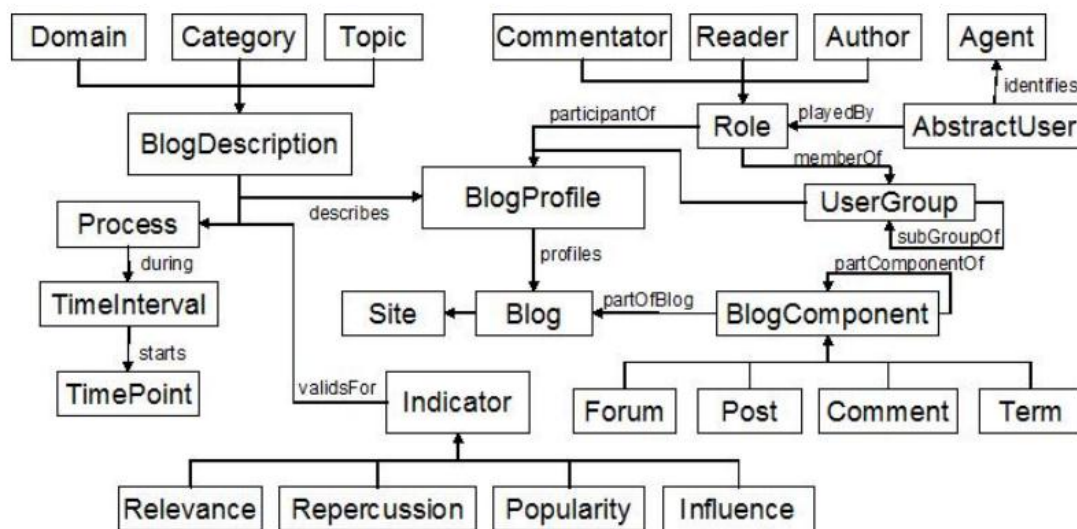 Domain
Category
Topic
Commentator
Reader
Author
Agent
identifies
participantOf
Role
playedBy
AbstractUser
BlogDescription
memberOf
BlogProfile
UserGroup
describes
Process
subGroupOf
during
profiles
partComponentOf
TimeInterval
Site
Blog
partOfBlog
BlogComponent
starts
TimePoint
validsFor
Indicator
Forum
Post
Comment
Term
Relevance
Repercussion
Popularity
Influence